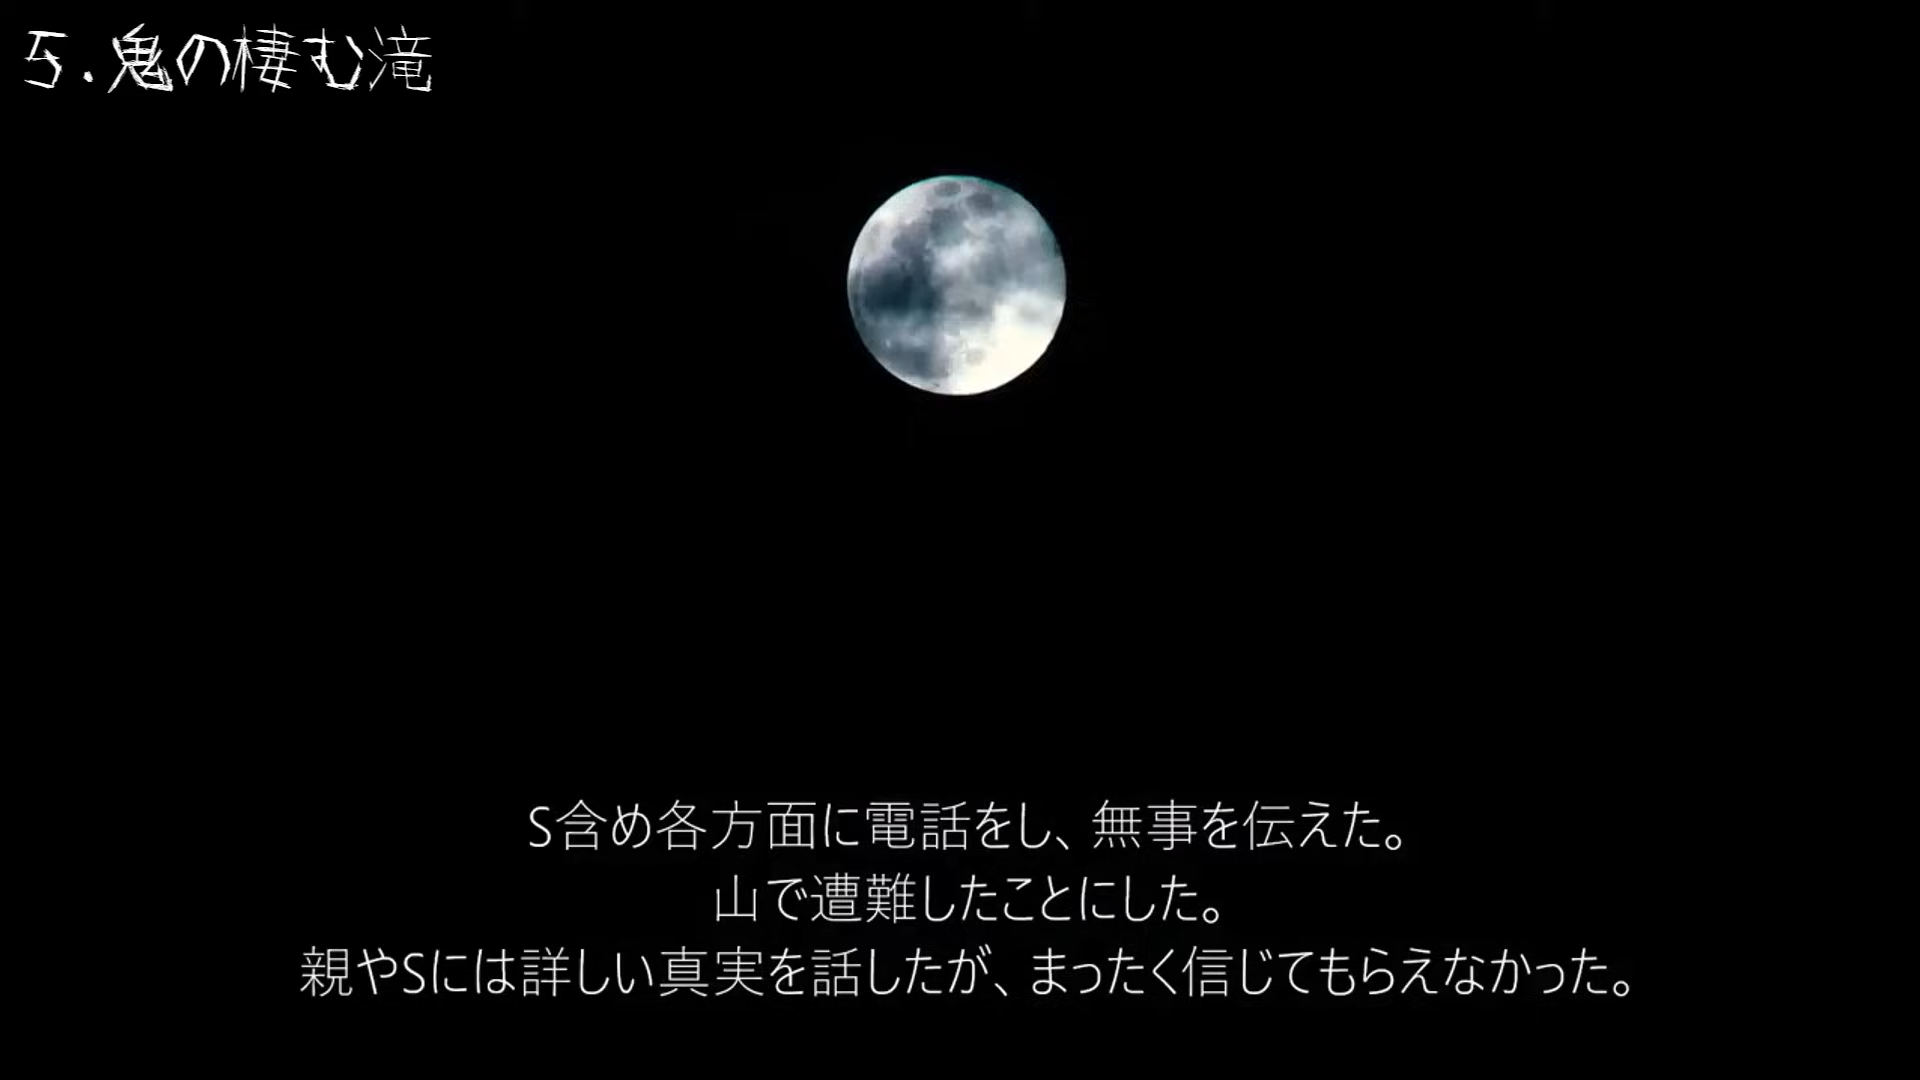 5.鬼の棲む滝
S含め各方面に電話をし、無事を伝えた。
山で遭難したことにした。
親やSには詳しい真実を話したが、まったく信じてもらえなかった。